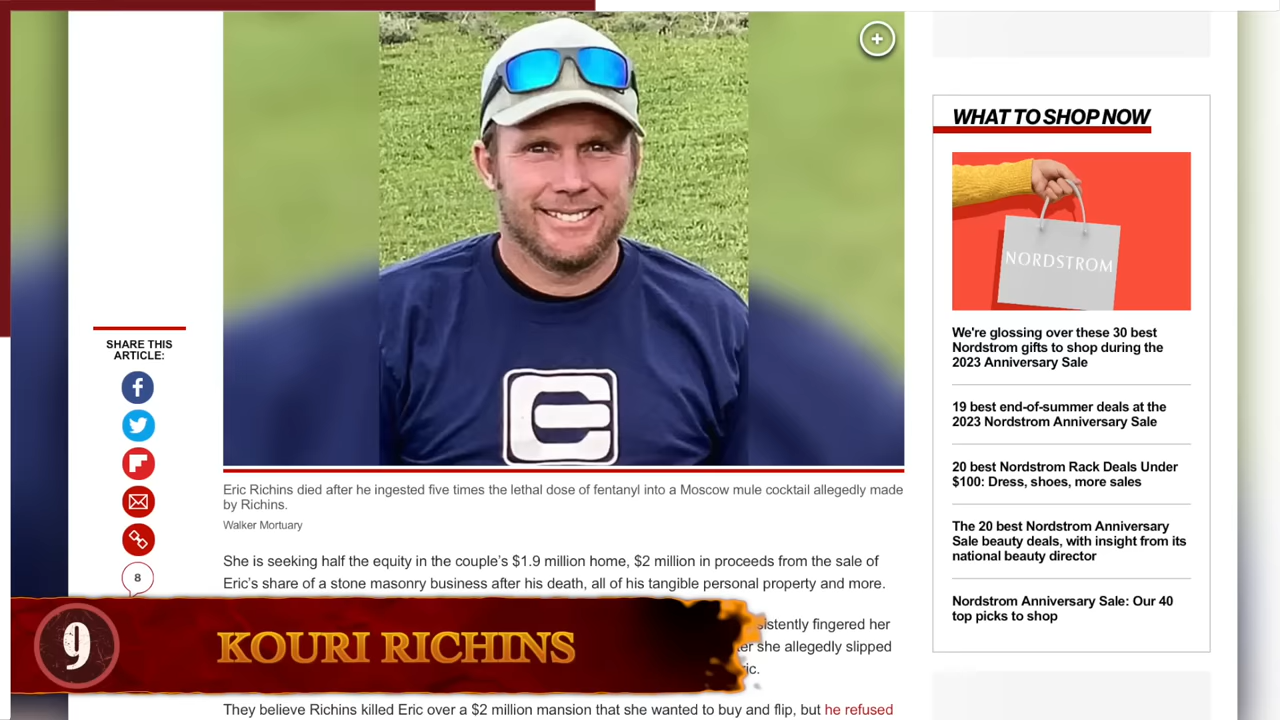 SHARE THIS
ARTICLE:
8
Eric Richins died after he ingested five times the lethal dose of fentanyl into a Moscow mule cocktail allegedly made
by Richins.
Walker Mortuary
She is seeking half the equity in the couple's $1.9 million home, $2 million in proceeds from the sale of
Eric's share of a stone masonry business after his death, all of his tangible personal property and more.
fingered her
she allegedly slipped
They believe Richins killed Eric over a $2 million mansion that she wanted to buy and flip, but he refused
9
KOURI RICHINS
WHAT TO SHOP NOW
NORDSTROM
We're glossing over these 30 best
Nordstrom gifts to shop during the
2023 Anniversary Sale
19 best end-of-summer deals at the
2023 Nordstrom Anniversary Sale
20 best Nordstrom Rack Deals Under
$100: Dress, shoes, more sales
The 20 best Nordstrom Anniversary
Sale beauty deals, with insight from its
national beauty director
Nordstrom Anniversary Sale: Our 40
top picks to shop